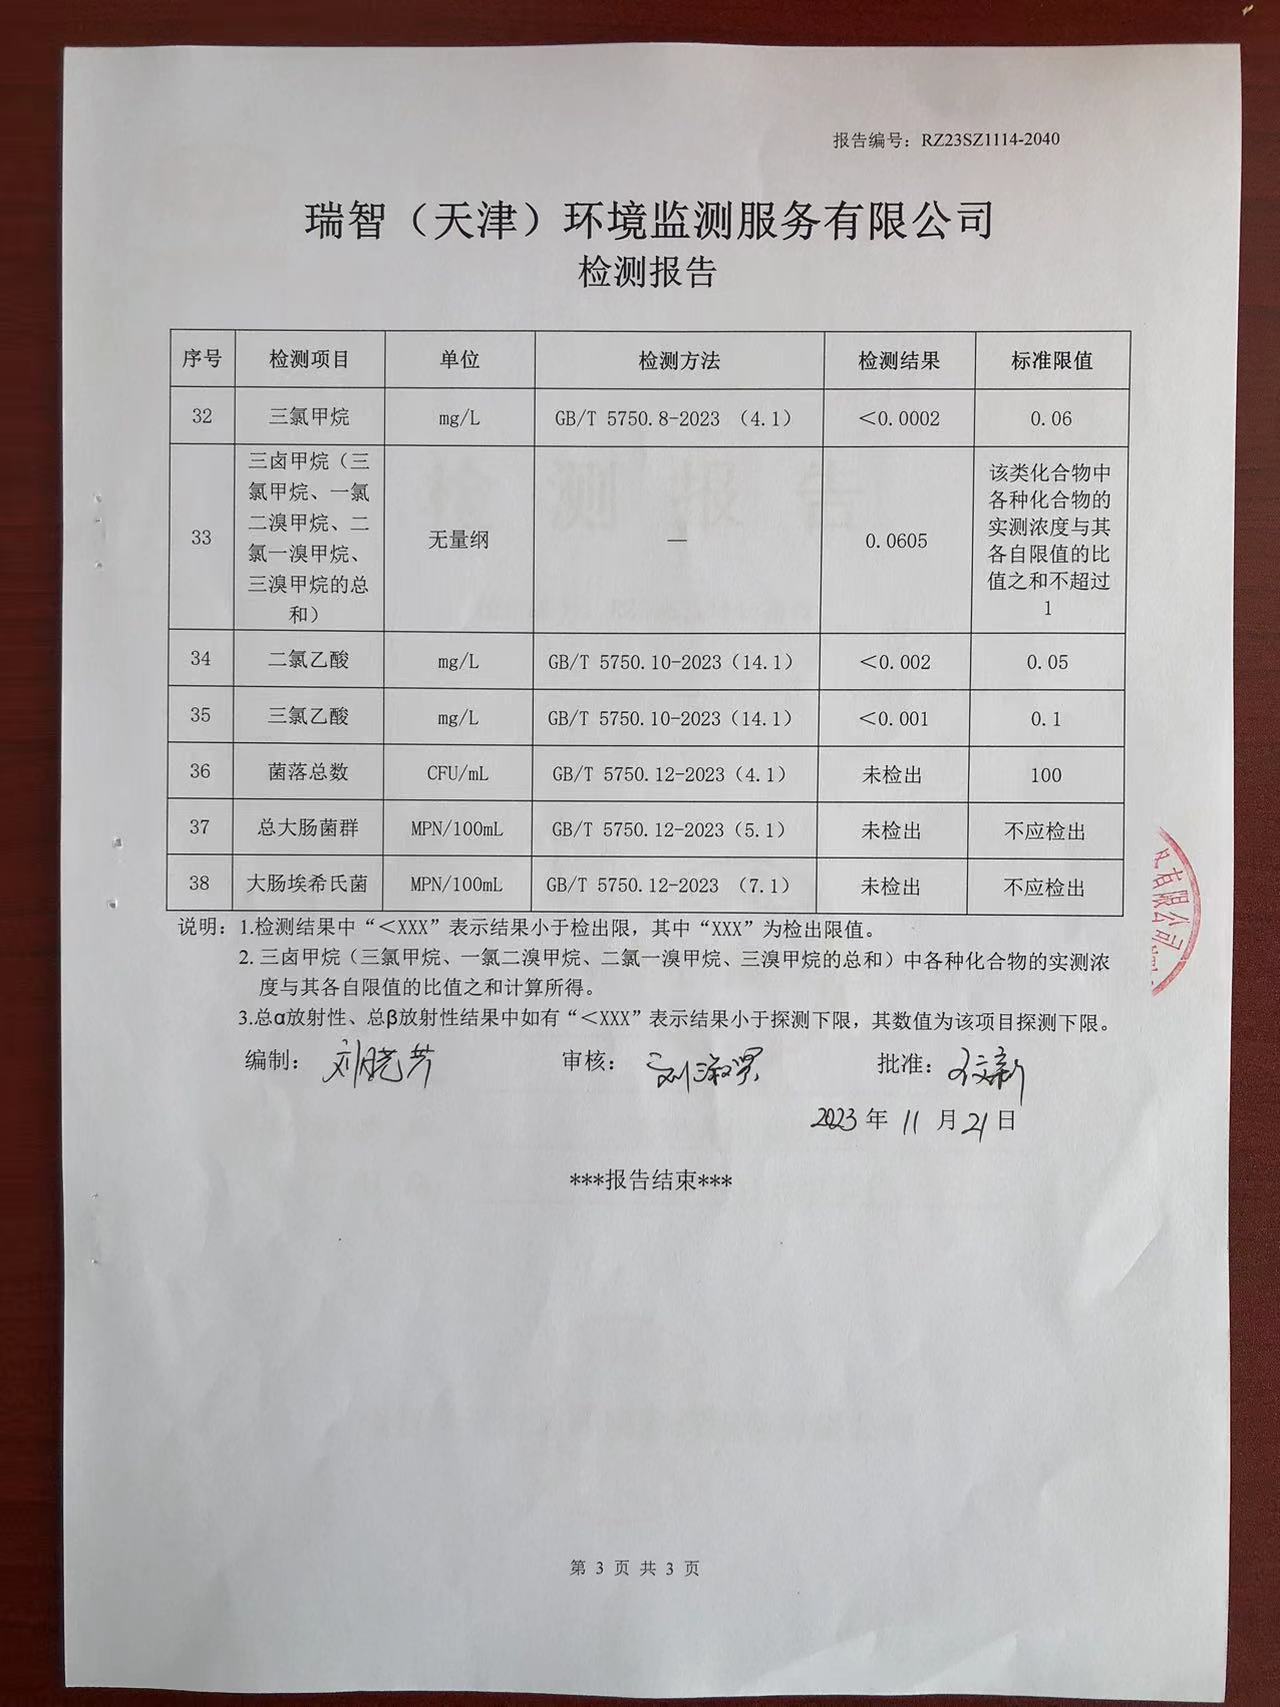 报告编号：RZ23SZ1114-2040
瑞智（天津）环境监测服务有限公司
检测报告
序号 检测项目 单位 检测方法 检测结果 标准限值
32 三氯甲烷 mg/L GB/T 5750.8-2023 （4.1） ＜0.0002 0.06
33 三卤甲烷（三
氯甲烷、一氯
二溴甲烷、二
氯一溴甲烷、
三溴甲烷的总
和）
无量纲 — 0.0605
该类化合物中
各种化合物的
实测浓度与其
各自限值的比
值之和不超过
1
34 二氯乙酸 mg/L GB/T 5750.10-2023（14.1） ＜0.002 0.05
35 三氯乙酸 mg/L GB/T 5750.10-2023（14.1） ＜0.001 0.1
36 菌落总数 CFU/mL GB/T 5750.12-2023（4.1） 未检出 100
37 总大肠菌群 MPN/100mL GB/T 5750.12-2023（5.1） 未检出 不应检出
38 大肠埃希氏菌 MPN/100mL GB/T 5750.12-2023 （7.1） 未检出 不应检出
说明：1.检测结果中“＜XXX”表示结果小于检出限，其中“XXX”为检出限值。
2. 三卤甲烷（三氯甲烷、一氯二溴甲烷、二氯一溴甲烷、三溴甲烷的总和）中各种化合物的实测浓
度与其各自限值的比值之和计算所得。
3.总α放射性、总β放射性结果中如有“＜XXX”表示结果小于探测下限，其数值为该项目探测下限。
编制： 审核： 批准：
2023 年 11 月 21 日
***报告结束***
有限公司
第 3 页 共 3 页